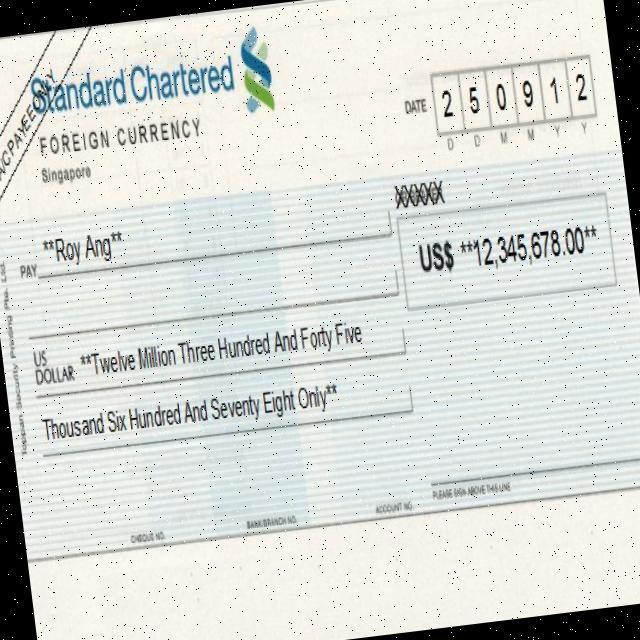 A/C PAYEE ONLY
Standard Chartered
FOREIGN CURRENCY
Singapore
DATE 2 5 0 9 1 2
D D M M Y Y
XXXXXX
PAY **Roy Ang**
US$ **12,345,678.00**
US DOLLAR **Twelve Million Three Hundred And Forty Five
Thousand Six Hundred And Seventy Eight Only**
PLEASE SIGN ABOVE THIS LINE
CHEQUE NO. BANK/BRANCH NO. ACCOUNT NO.